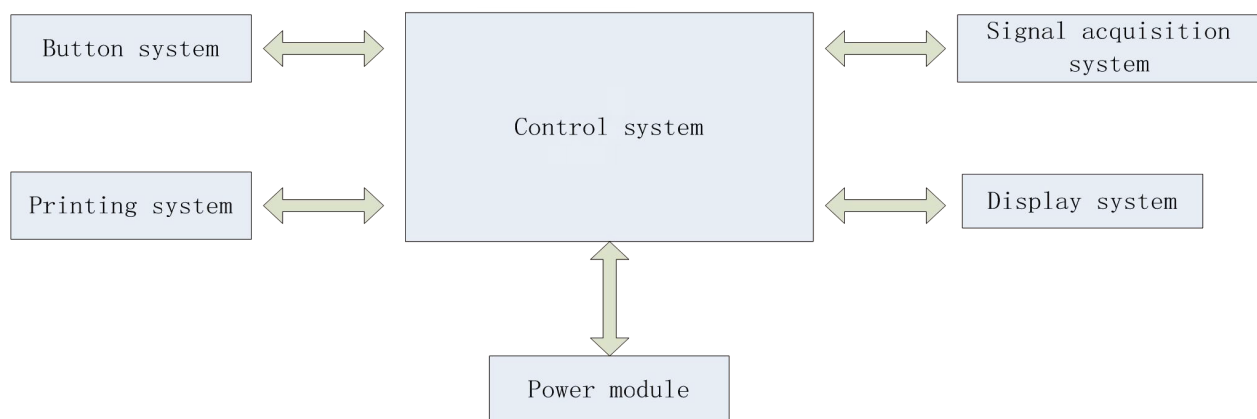 Button system
Signal acquisition
system
Control system
Printing system
Display system
Power module